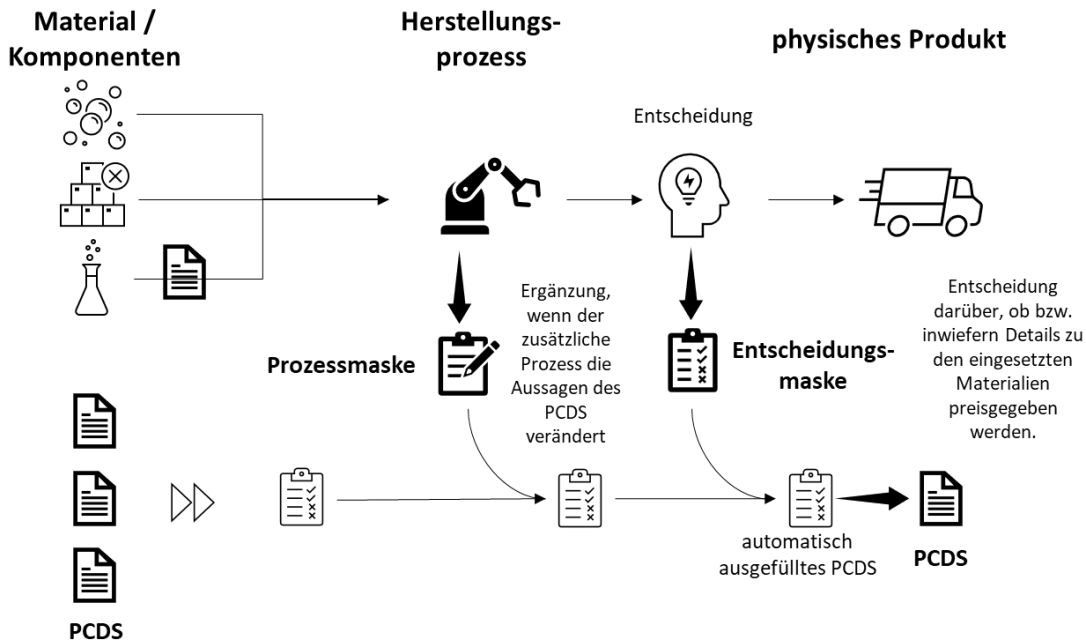 Material /
Komponenten
Herstellungs-
prozess
physisches Produkt
Entscheidung
Ergänzung,
wenn der
zusätzliche
Prozess die
Aussagen des
PCDS
verändert
Prozessmaske
Entscheidungs-
maske
Entscheidung
darüber, ob bzw.
inwiefern Details zu
den eingesetzten
Materialien
preisgegeben
werden.
automatisch
ausgefülltes PCDS
PCDS
PCDS